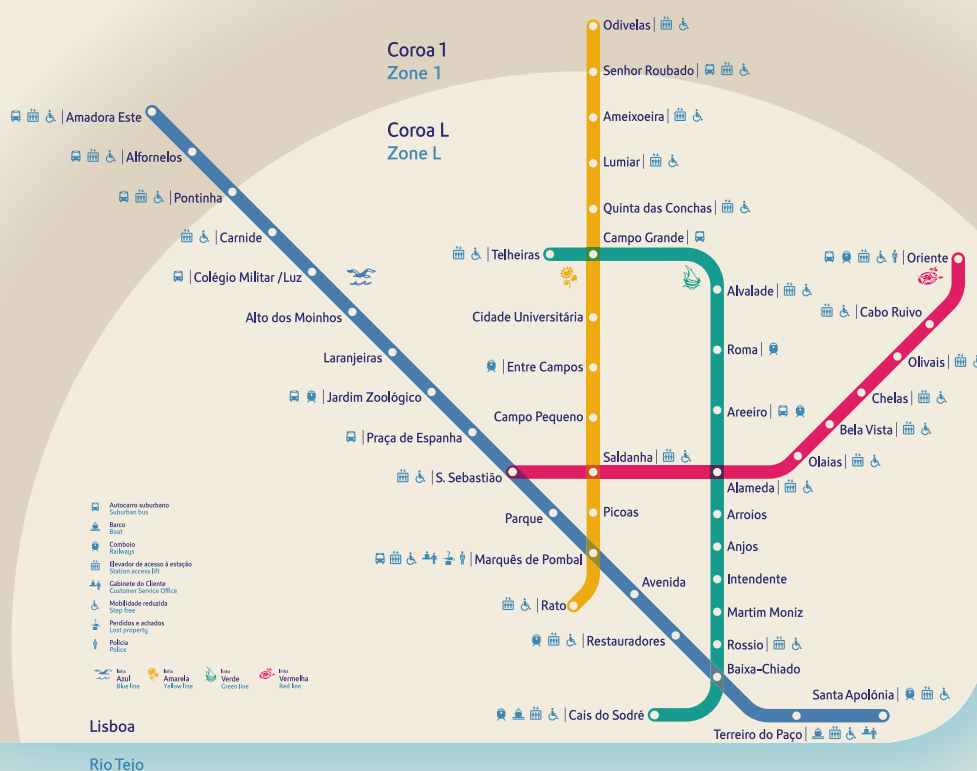 Coroa 1
Zone 1
Coroa L
Zone L
Odivelas
Senhor Roubado
Ameixoeira
Lumiar
Quinta das Conchas
Campo Grande
Telheiras
Cidade Universitária
Entre Campos
Campo Pequeno
Saldanha
Picoas
Marquês de Pombal
Rato
Amadora Este
Alfornelos
Pontinha
Carnide
Colégio Militar /Luz
Alto dos Moinhos
Laranjeiras
Jardim Zoológico
Praça de Espanha
S. Sebastião
Parque
Avenida
Restauradores
Baixa-Chiado
Terreiro do Paço
Santa Apolónia
Alvalade
Roma
Areeiro
Alameda
Arroios
Anjos
Intendente
Martim Moniz
Rossio
Cais do Sodré
Oriente
Cabo Ruivo
Olivais
Chelas
Bela Vista
Olaias
Autocarro suburbano
Suburban bus
Barco
Boat
Comboio
Railways
Elevador de acesso à estação
Station access lift
Gabinete do Cliente
Customer Service Office
Mobilidade reduzida
Step free
Perdidos e achados
Lost property
Polícia
Police
linha
Azul
Blue line
linha
Amarela
Yellow line
linha
Verde
Green line
linha
Vermelha
Red line
Lisboa
Rio Tejo